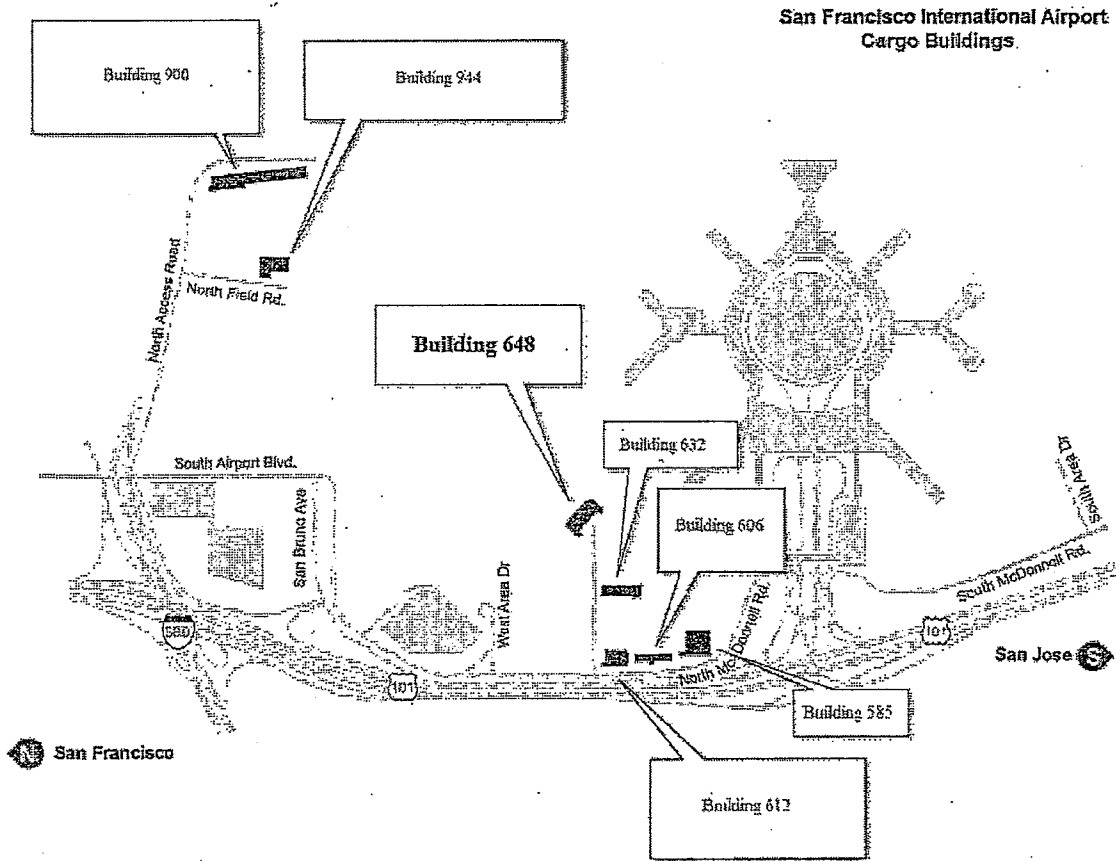 San Francisco International Airport
Cargo Buildings
Building 900
Building 944
North Access Road
North Field Rd.
Building 648
Building 632
South Airport Blvd.
Building 606
South Area Dr
San Bruno Ave
West Area Dr
North McDonnell Rd.
South McDonnell Rd.
380
101
101
San Jose S
Building 585
N San Francisco
Building 612